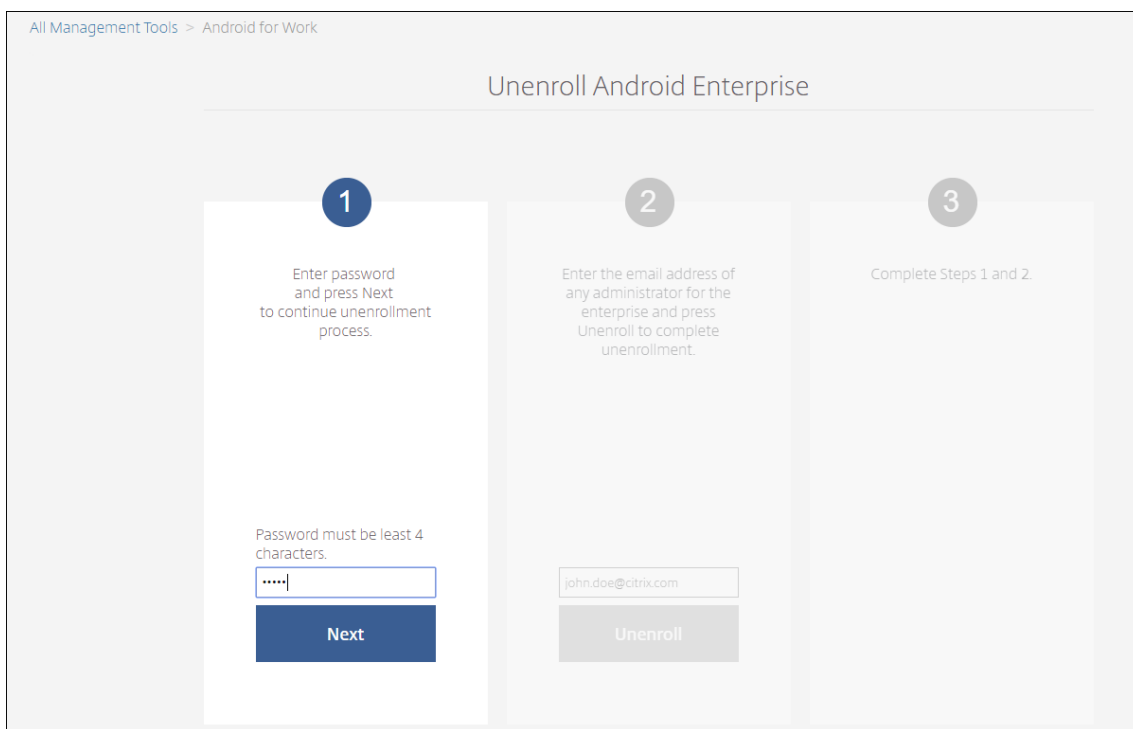 All Management Tools > Android for Work
Unenroll Android Enterprise
1
Enter password
and press Next
to continue unenrollment
process.
Password must be least 4
characters.
•••••
Next
2
Enter the email address of
any administrator for the
enterprise and press
Unenroll to complete
unenrollment.
john.doe@citrix.com
Unenroll
3
Complete Steps 1 and 2.